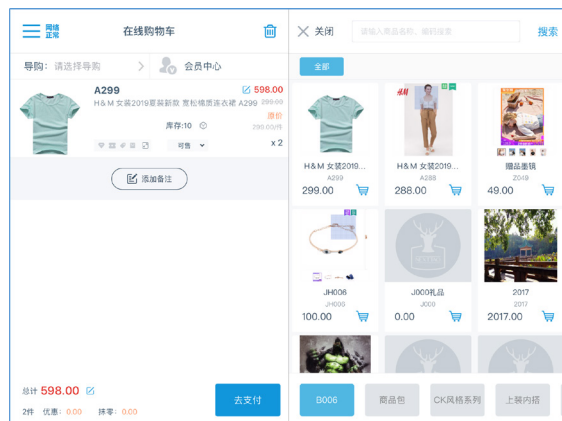 网络
正常
在线购物车
导购：请选择导购
会员中心
A299
598.00
H&M 女装2019夏装新款 宽松棉质连衣裙 A299
299.00
原价
库存:10
299.00/件
可售
x 2
添加备注
总计 598.00
2件 优惠：0.00 抹零：0.00
去支付
关闭
请输入商品名称、编码搜索
搜索
全部
H&M 女装2019...
A299
299.00
H&M 女装2019...
A288
288.00
赠品墨镜
Z049
49.00
JH006
JH006
100.00
J000礼品
J000
0.00
2017
2017
2017.00
B006
商品包
CK风格系列
上装内搭